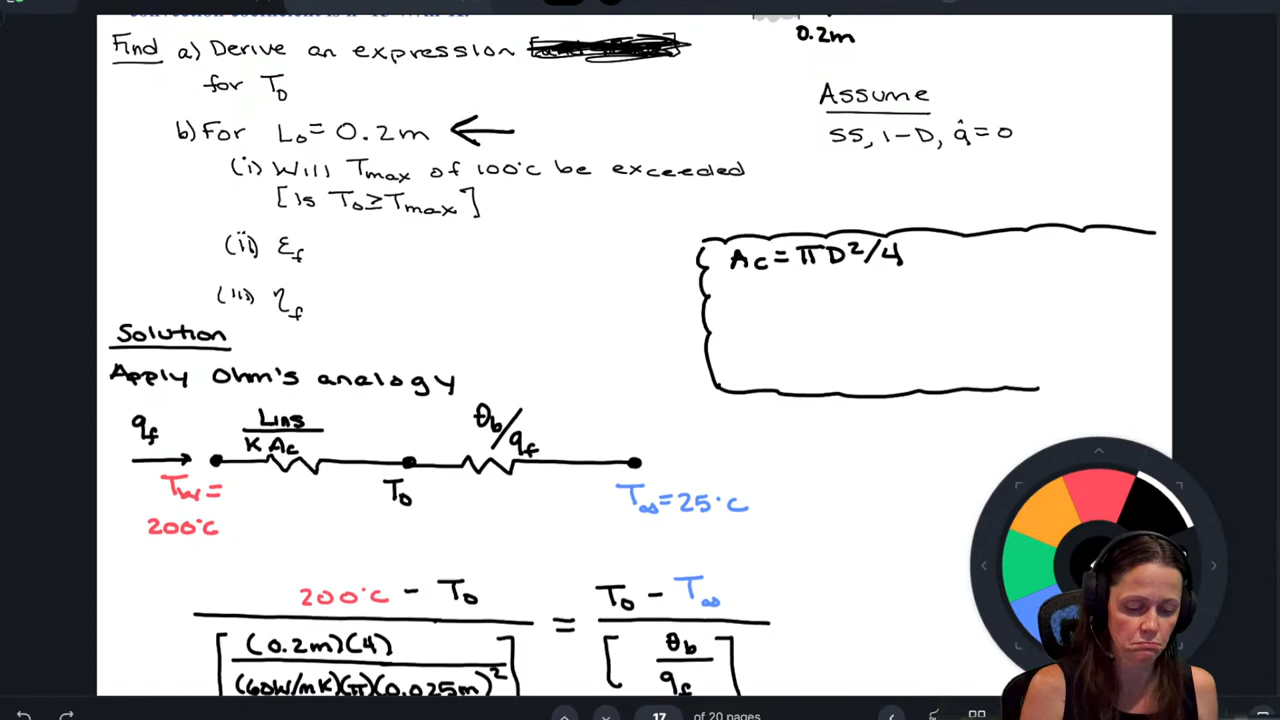 0.2m
Find a) Derive an expression
for T₀
b) For L₀ = 0.2m ←
(i) Will Tmax of 100°C be exceeded
[Is T₀ ≥ Tmax]
(ii) εf
(iii) ηf
Assume
SS, 1-D, q̇ = 0
Ac = πD²/4
Solution
Apply Ohm's analogy
qf
Lins
K Ac
θb/qf
Tw =
200°C
T₀
T∞ = 25°C
200°C - T₀ = T₀ - T∞
[(0.2m)(4)
(60W/mK)(π)(0.025m)²]
[θb
qf]
17 of 20 pages